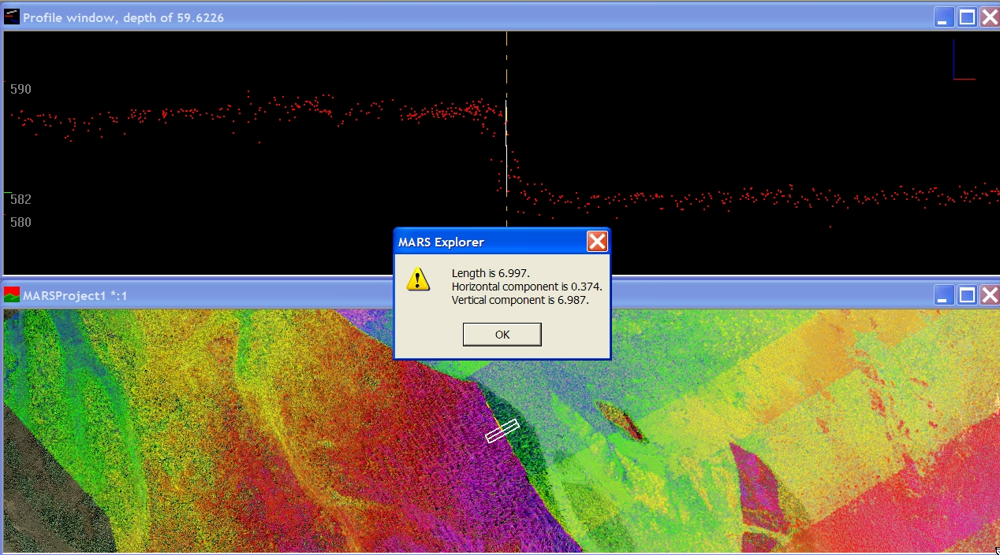 Profile window, depth of 59.6226
590
582
580
MARS Explorer
Length is 6.997.
Horizontal component is 0.374.
Vertical component is 6.987.
OK
MARSProject1 *:1